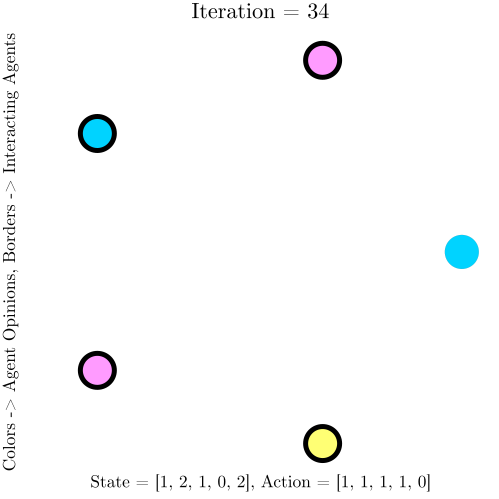 Iteration = 34
Colors -> Agent Opinions, Borders -> Interacting Agents
State = [1, 2, 1, 0, 2], Action = [1, 1, 1, 1, 0]